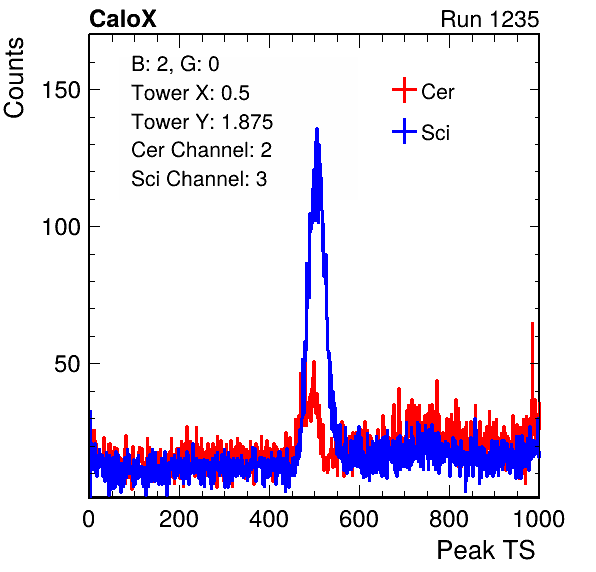 CaloX Run 1235
Counts
B: 2, G: 0
Tower X: 0.5
Tower Y: 1.875
Cer Channel: 2
Sci Channel: 3
Cer
Sci
150
100
50
0 200 400 600 800 1000
Peak TS